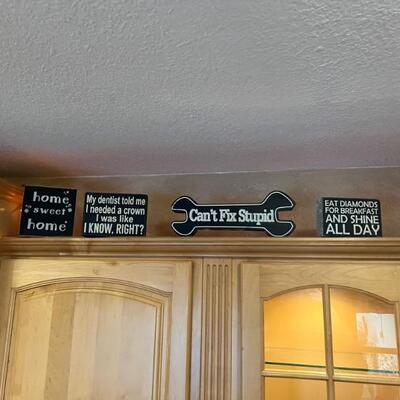 home
sweet
home
My dentist told me
I needed a crown
I was like
I KNOW, RIGHT?
Can't Fix Stupid
EAT DIAMONDS
FOR BREAKFAST
AND SHINE
ALL DAY